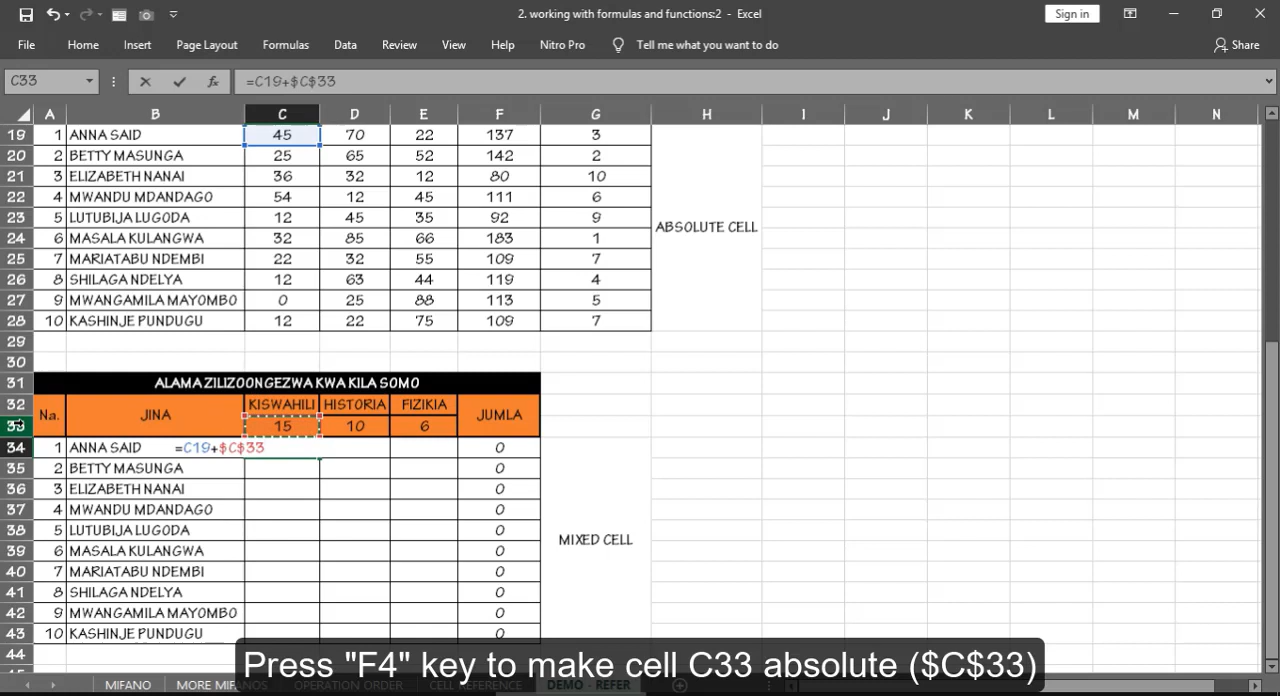 2. working with formulas and functions:2 - Excel
Sign in
File Home Insert Page Layout Formulas Data Review View Help Nitro Pro Tell me what you want to do Share
C33 fx =C19+$C$33
A B C D E F G H I J K L M N
19 1 ANNA SAID 45 70 22 137 3
20 2 BETTY MASUNGA 25 65 52 142 2
21 3 ELIZABETH NANAI 36 32 12 80 10
22 4 MWANDU MDANDAGO 54 12 45 111 6
23 5 LUTUBIJA LUGODA 12 45 35 92 9
ABSOLUTE CELL
24 6 MASALA KULANGWA 32 85 66 183 1
25 7 MARIATABU NDEMBI 22 32 55 109 7
26 8 SHILAGA NDELYA 12 63 44 119 4
27 9 MWANGAMILA MAYOMBO 0 25 88 113 5
28 10 KASHINJE PUNDUGU 12 22 75 109 7
29
30
31 ALAMA ZILIZOONGEZWA KWA KILA SOMO
32 KISWAHILI HISTORIA FIZIKIA
Na. JINA JUMLA
33 15 10 6
34 1 ANNA SAID =C19+$C$33 0
35 2 BETTY MASUNGA 0
36 3 ELIZABETH NANAI 0
37 4 MWANDU MDANDAGO 0
38 5 LUTUBIJA LUGODA 0
MIXED CELL
39 6 MASALA KULANGWA 0
40 7 MARIATABU NDEMBI 0
41 8 SHILAGA NDELYA 0
42 9 MWANGAMILA MAYOMBO 0
43 10 KASHINJE PUNDUGU 0
44
Press "F4" key to make cell C33 absolute ($C$33)
MIFANO MORE MIFANOS OPERATION ORDER CELL REFERENCE DEMO - REFER